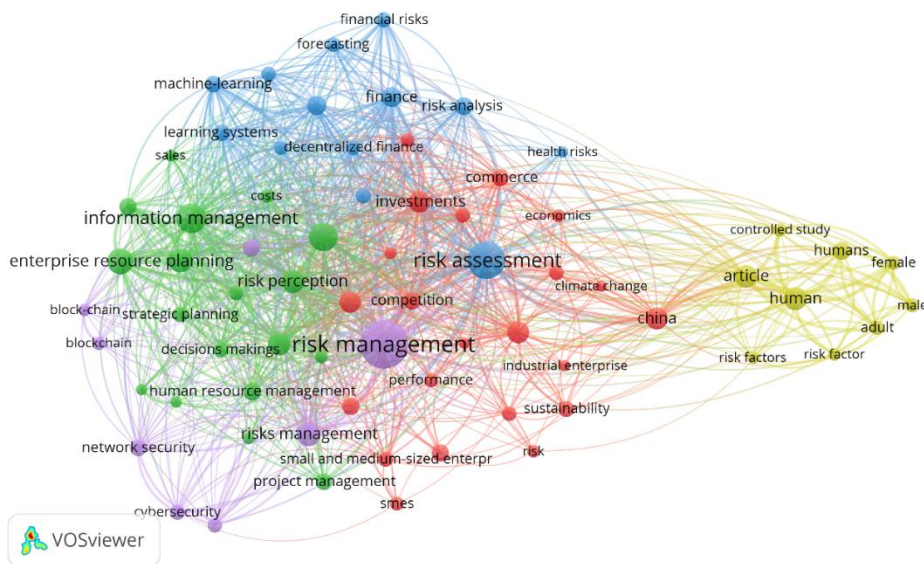 financial risks
forecasting
machine-learning
finance
risk analysis
learning systems
decentralized finance
sales
health risks
commerce
costs
investments
information management
economics
controlled study
humans
enterprise resource planning
risk assessment
female
risk perception
article
climate change
human
block-chain
competition
male
strategic planning
china
adult
blockchain
decisions makings
risk management
risk factors
risk factor
industrial enterprise
performance
human resource management
sustainability
risks management
network security
small and medium-sized enterpr
risk
project management
smes
cybersecurity
VOSviewer